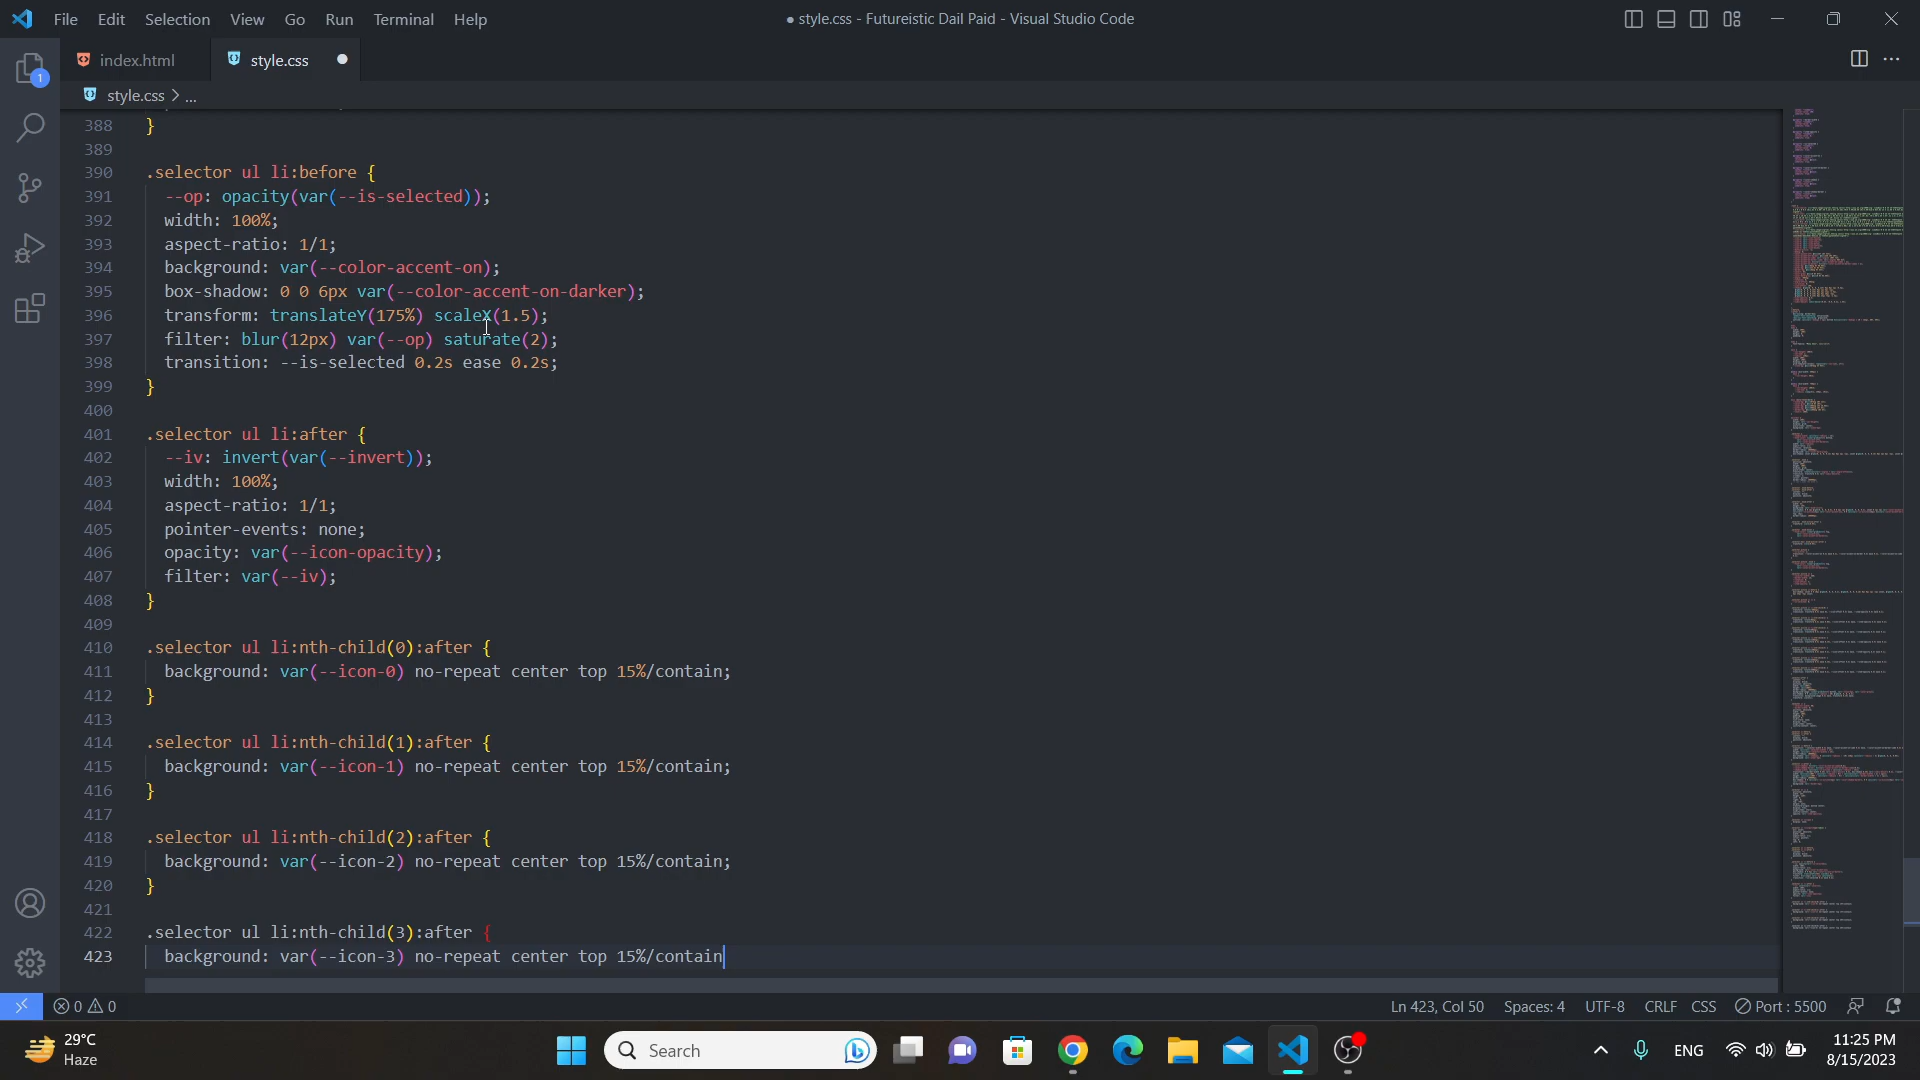 File Edit Selection View Go Run Terminal Help
● style.css - Futureistic Dail Paid - Visual Studio Code
index.html
style.css
style.css > ...
1
388 }
389
390 .selector ul li:before {
391 --op: opacity(var(--is-selected));
392 width: 100%;
393 aspect-ratio: 1/1;
394 background: var(--color-accent-on);
395 box-shadow: 0 0 6px var(--color-accent-on-darker);
396 transform: translateY(175%) scaleX(1.5);
397 filter: blur(12px) var(--op) saturate(2);
398 transition: --is-selected 0.2s ease 0.2s;
399 }
400
401 .selector ul li:after {
402 --iv: invert(var(--invert));
403 width: 100%;
404 aspect-ratio: 1/1;
405 pointer-events: none;
406 opacity: var(--icon-opacity);
407 filter: var(--iv);
408 }
409
410 .selector ul li:nth-child(0):after {
411 background: var(--icon-0) no-repeat center top 15%/contain;
412 }
413
414 .selector ul li:nth-child(1):after {
415 background: var(--icon-1) no-repeat center top 15%/contain;
416 }
417
418 .selector ul li:nth-child(2):after {
419 background: var(--icon-2) no-repeat center top 15%/contain;
420 }
421
422 .selector ul li:nth-child(3):after {
423 background: var(--icon-3) no-repeat center top 15%/contain
0 0
Ln 423, Col 50 Spaces: 4 UTF-8 CRLF CSS Port : 5500
29°C
Haze
Search
ENG
11:25 PM
8/15/2023